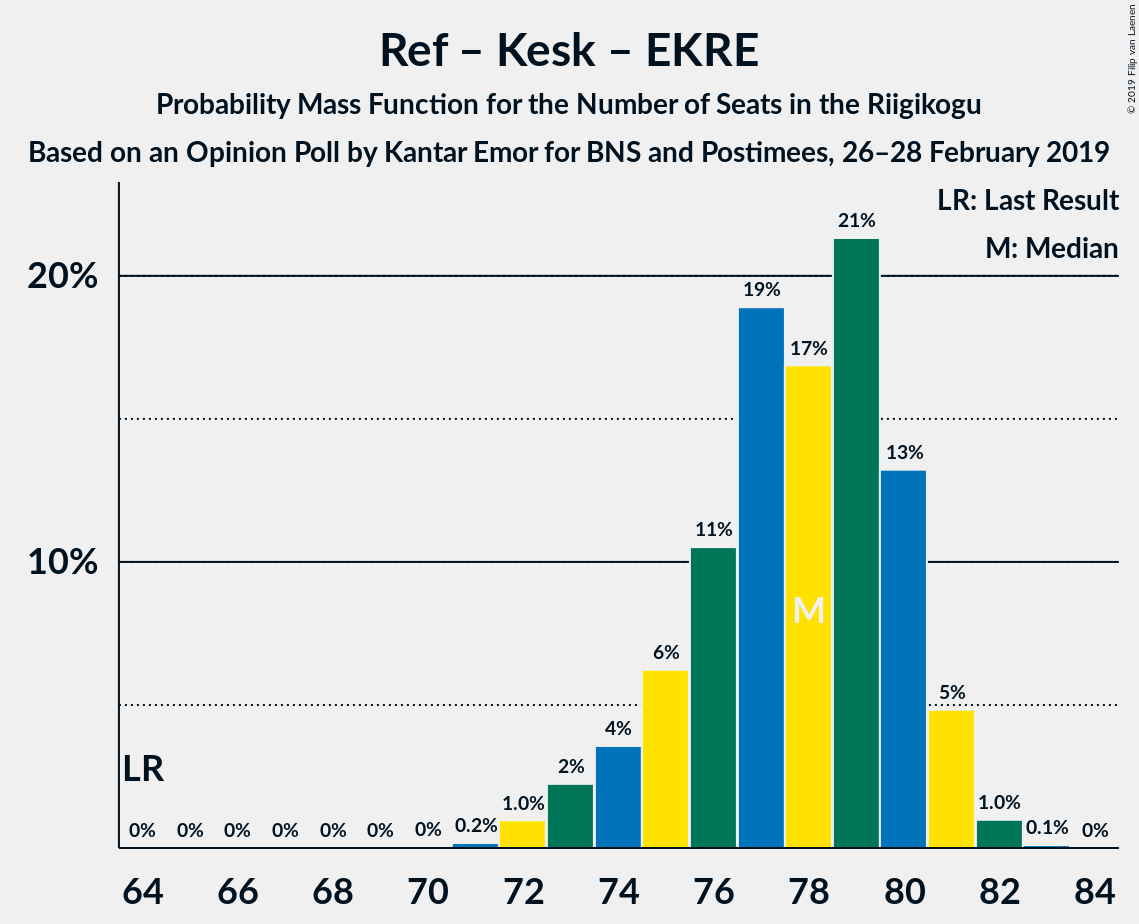 Ref – Kesk – EKRE
Probability Mass Function for the Number of Seats in the Riigikogu
Based on an Opinion Poll by Kantar Emor for BNS and Postimees, 26–28 February 2019
© 2019 Filip van Laenen
LR: Last Result
M: Median
20%
10%
21%
19%
17%
13%
11%
6%
5%
4%
2%
1.0%
1.0%
0.2%
0.1%
0% 0% 0% 0% 0% 0% 0% 0%
M
LR
64 66 68 70 72 74 76 78 80 82 84